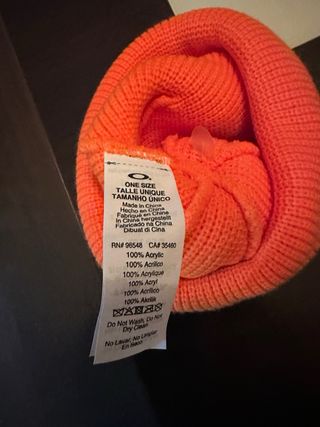 ONE SIZE
TALLE UNIQUE
TAMANHO ÚNICO
Made in China
Hecho en China
Fabriqué en Chine
In China hergestellt
Fabricado na China
Dibuat di Cina
RN# 96548 CA# 35460
100% Acrylic
100% Acrílico
100% Acrylique
100% Acryl
100% Acrilico
100% Akrilik
Do Not Wash, Do Not
Dry Clean
No Lavar, No Limpiar
En Seco